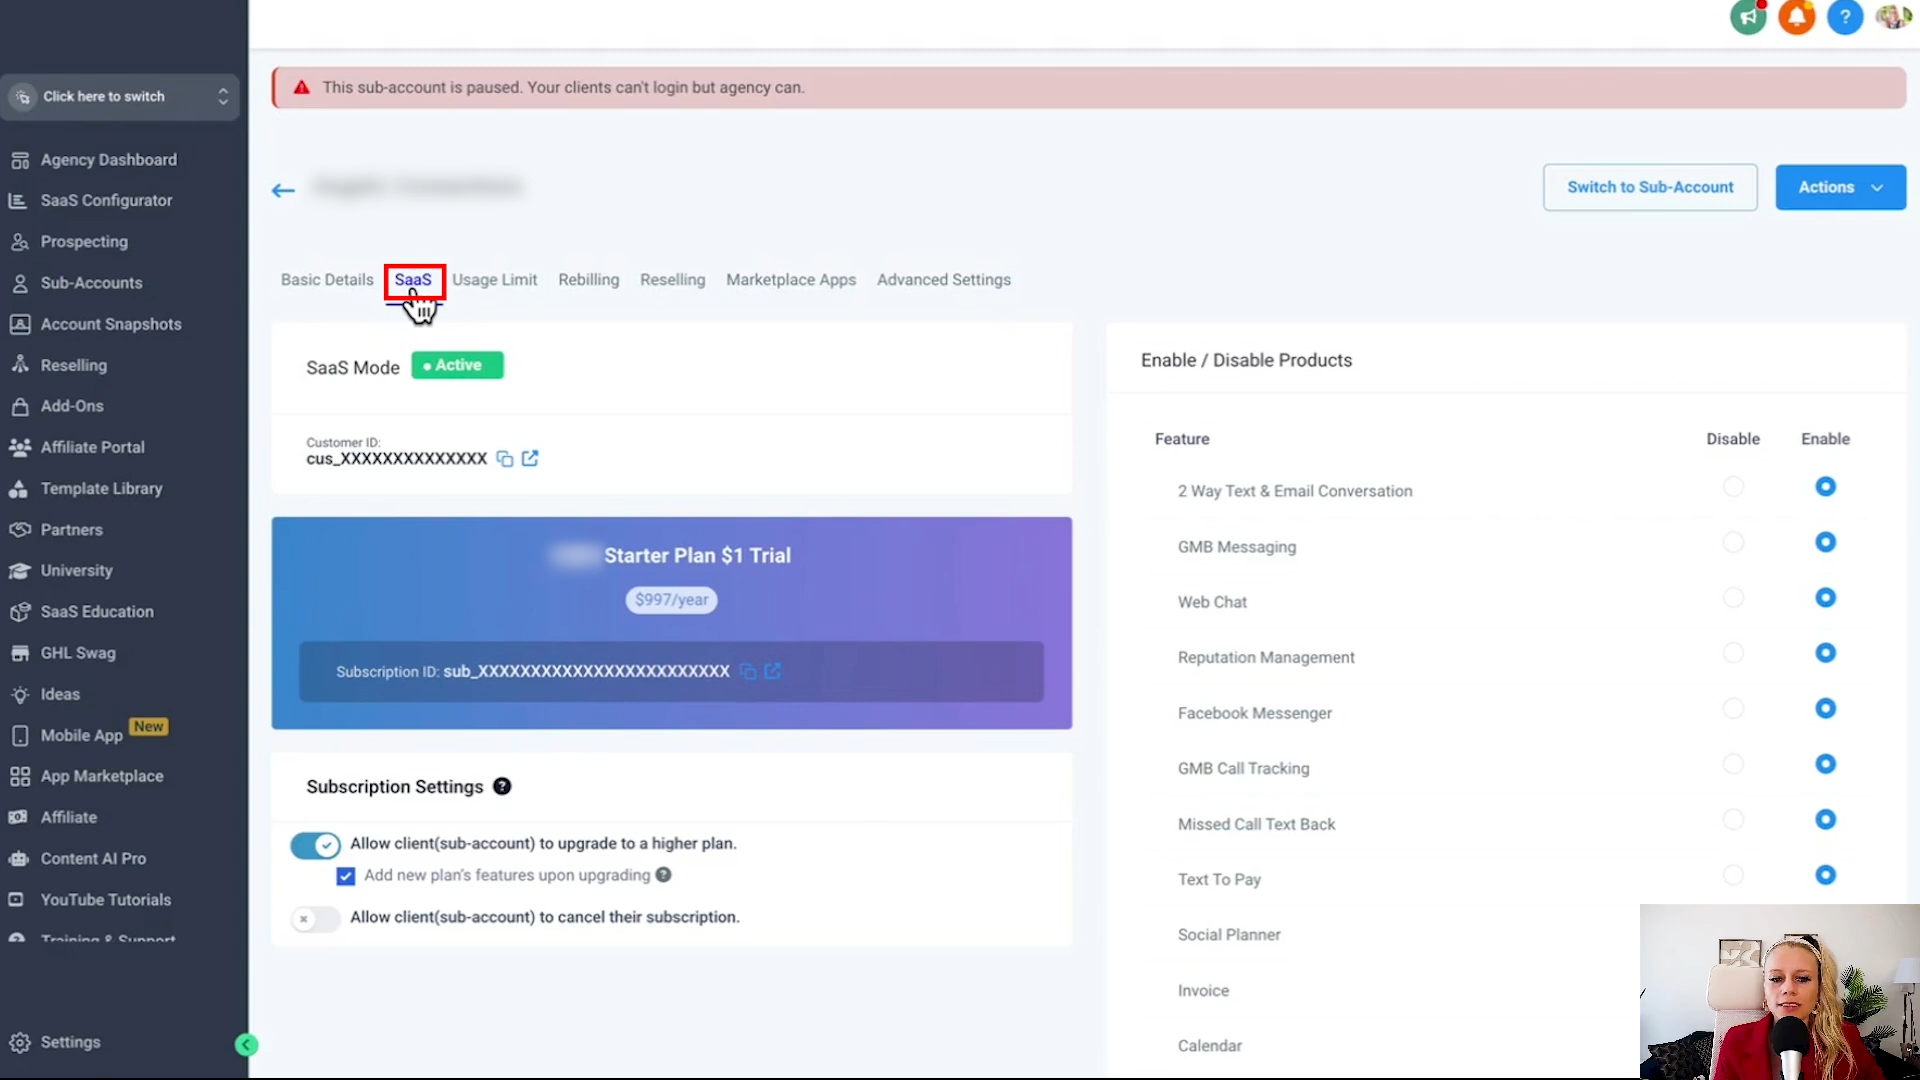 Click here to switch
Agency Dashboard
SaaS Configurator
Prospecting
Sub-Accounts
Account Snapshots
Reselling
Add-Ons
Affiliate Portal
Template Library
Partners
University
SaaS Education
GHL Swag
Ideas
Mobile App New
App Marketplace
Affiliate
Content AI Pro
YouTube Tutorials
Training & Support
Settings
This sub-account is paused. Your clients can't login but agency can.
Switch to Sub-Account
Actions
Basic Details SaaS Usage Limit Rebilling Reselling Marketplace Apps Advanced Settings
SaaS Mode Active
Customer ID:
cus_XXXXXXXXXXXXXX
Starter Plan $1 Trial
$997/year
Subscription ID: sub_XXXXXXXXXXXXXXXXXXXXXXXX
Subscription Settings ?
Allow client(sub-account) to upgrade to a higher plan.
Add new plan's features upon upgrading ?
Allow client(sub-account) to cancel their subscription.
Enable / Disable Products
Feature Disable Enable
2 Way Text & Email Conversation
GMB Messaging
Web Chat
Reputation Management
Facebook Messenger
GMB Call Tracking
Missed Call Text Back
Text To Pay
Social Planner
Invoice
Calendar